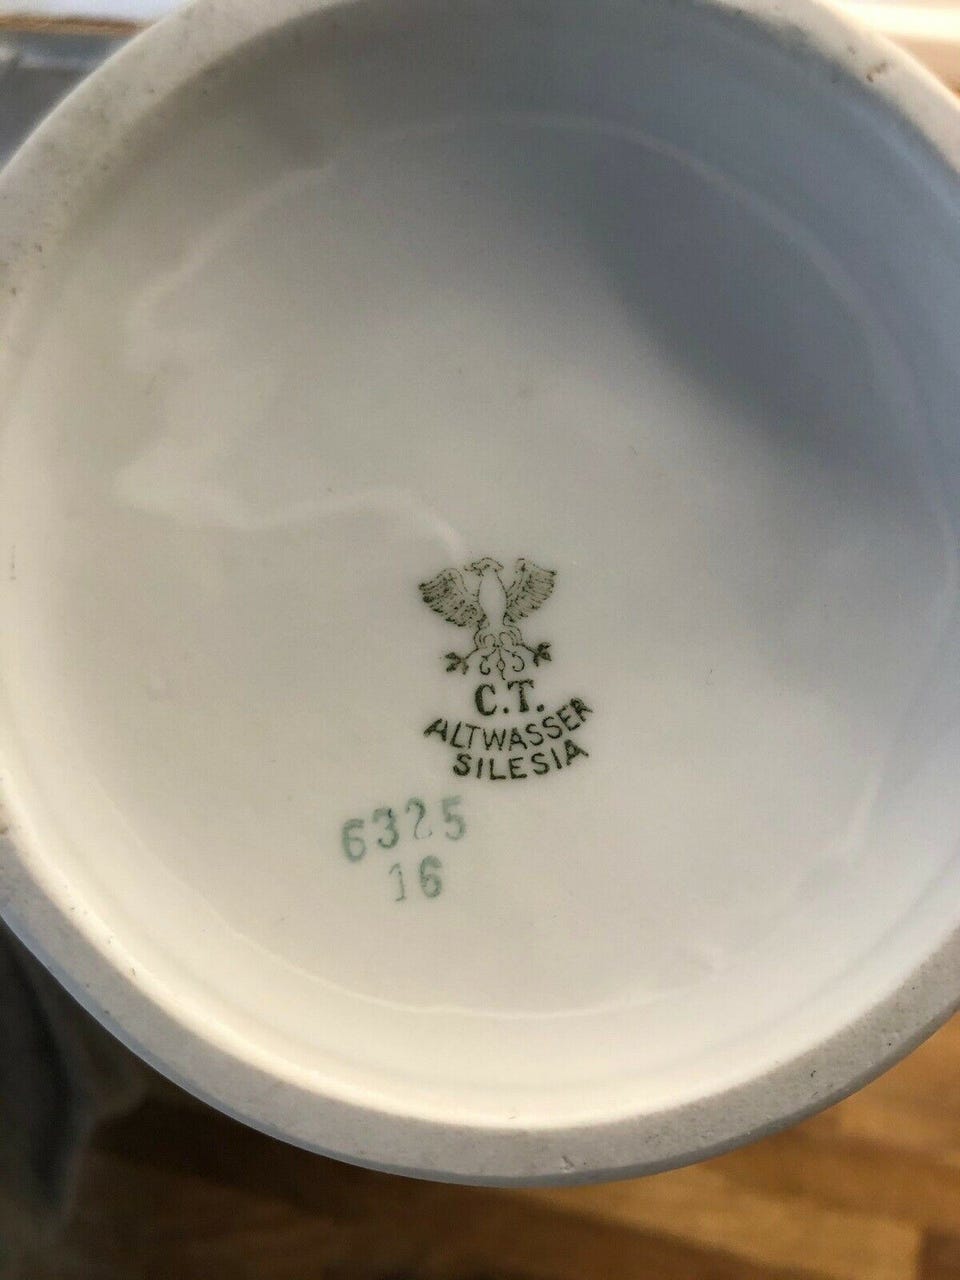 C.T.
ALTWASSER
SILESIA
6325
16